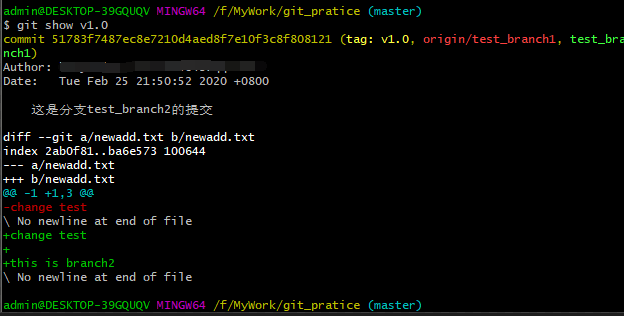 admin@DESKTOP-39GQUQV MINGW64 /f/MyWork/git_pratice (master)
$ git show v1.0
commit 51783f7487ec8e7210d4aed8f7e10f3c8f808121 (tag: v1.0, origin/test_branch1, test_bra
nch1)
Author:
Date:   Tue Feb 25 21:50:52 2020 +0800
    这是分支test_branch2的提交
diff --git a/newadd.txt b/newadd.txt
index 2ab0f81..ba6e573 100644
--- a/newadd.txt
+++ b/newadd.txt
@@ -1 +1,3 @@
-change test
\ No newline at end of file
+change test
+
+this is branch2
\ No newline at end of file
admin@DESKTOP-39GQUQV MINGW64 /f/MyWork/git_pratice (master)